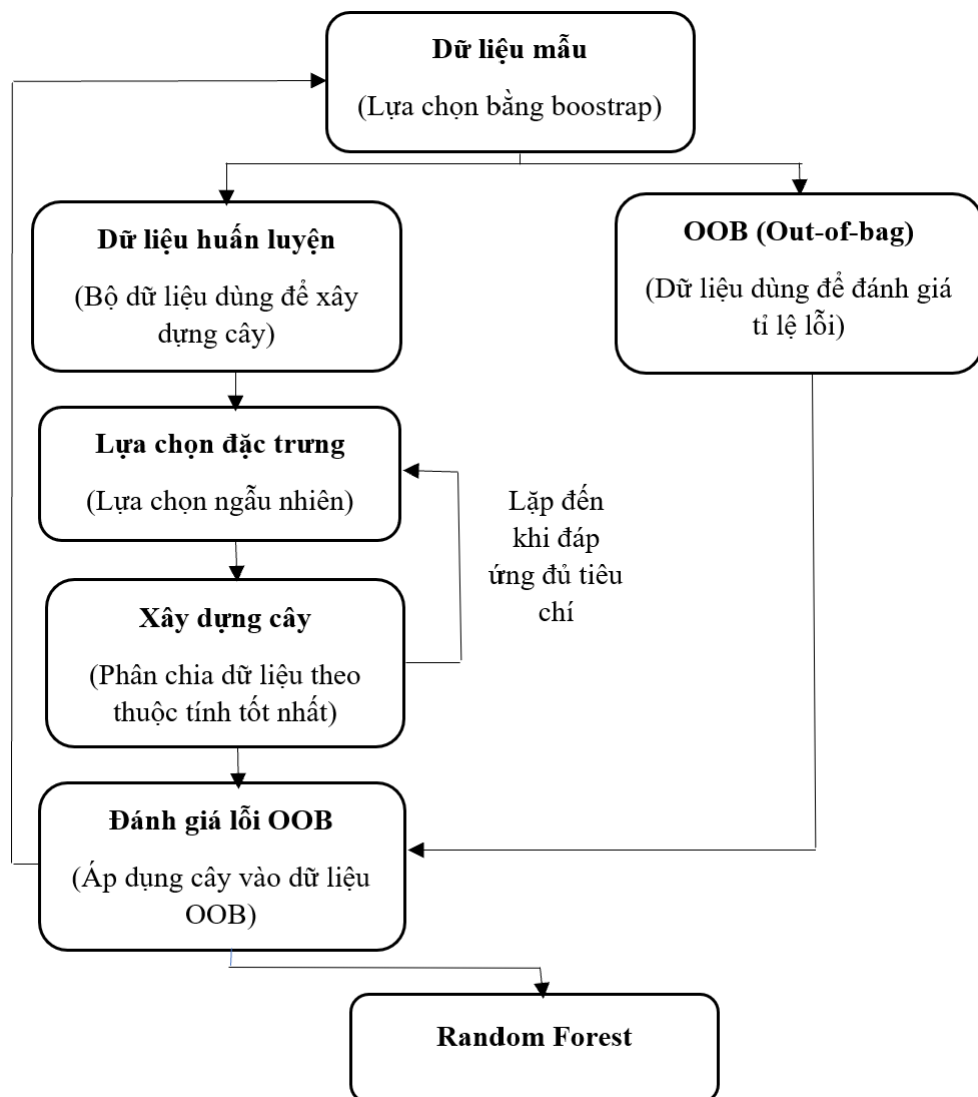 Dữ liệu mẫu
(Lựa chọn bằng boostrap)
Dữ liệu huấn luyện
(Bộ dữ liệu dùng để xây
dựng cây)
OOB (Out-of-bag)
(Dữ liệu dùng để đánh giá
tỉ lệ lỗi)
Lựa chọn đặc trưng
(Lựa chọn ngẫu nhiên)
Lặp đến
khi đáp
ứng đủ tiêu
chí
Xây dựng cây
(Phân chia dữ liệu theo
thuộc tính tốt nhất)
Đánh giá lỗi OOB
(Áp dụng cây vào dữ liệu
OOB)
Random Forest